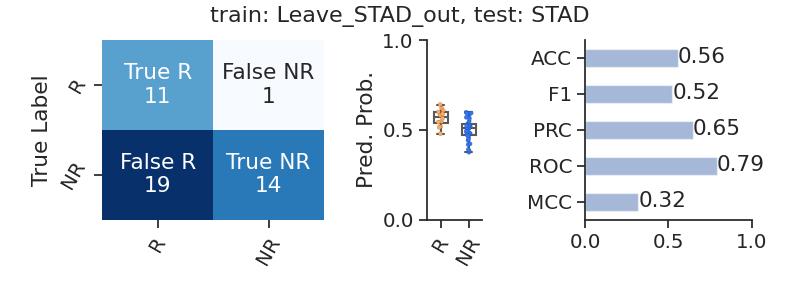 train: Leave_STAD_out, test: STAD
True Label
R
NR
True R
11
False NR
1
False R
19
True NR
14
R
NR
Pred. Prob.
1.0
0.5
0.0
R
NR
ACC
0.56
F1
0.52
PRC
0.65
ROC
0.79
MCC
0.32
0.0
0.5
1.0